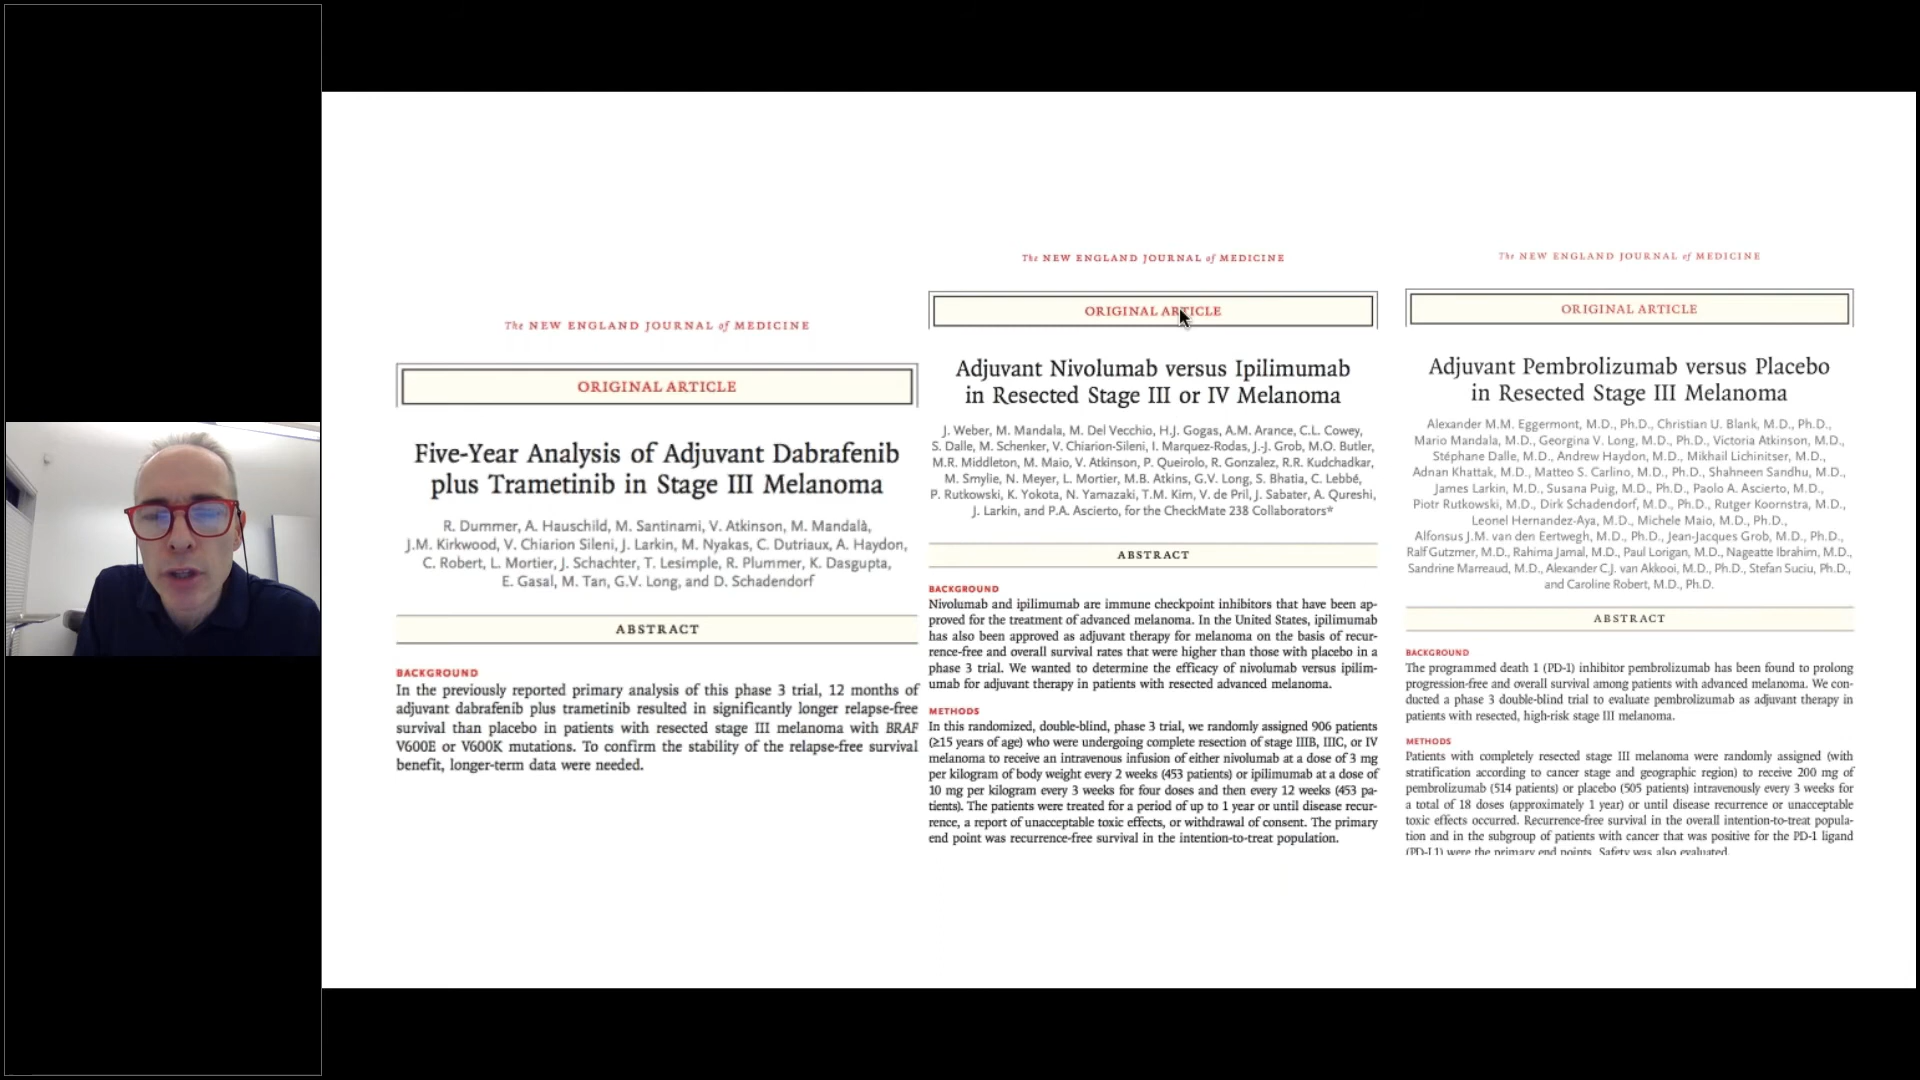 The NEW ENGLAND JOURNAL of MEDICINE
ORIGINAL ARTICLE
Five-Year Analysis of Adjuvant Dabrafenib
plus Trametinib in Stage III Melanoma
R. Dummer, A. Hauschild, M. Santinami, V. Atkinson, M. Mandalà,
J.M. Kirkwood, V. Chiarion Sileni, J. Larkin, M. Nyakas, C. Dutriaux, A. Haydon,
C. Robert, L. Mortier, J. Schachter, T. Lesimple, R. Plummer, K. Dasgupta,
E. Gasal, M. Tan, G.V. Long, and D. Schadendorf
ABSTRACT
BACKGROUND
In the previously reported primary analysis of this phase 3 trial, 12 months of
adjuvant dabrafenib plus trametinib resulted in significantly longer relapse-free
survival than placebo in patients with resected stage III melanoma with BRAF
V600E or V600K mutations. To confirm the stability of the relapse-free survival
benefit, longer-term data were needed.
The NEW ENGLAND JOURNAL of MEDICINE
ORIGINAL ARTICLE
Adjuvant Nivolumab versus Ipilimumab
in Resected Stage III or IV Melanoma
J. Weber, M. Mandala, M. Del Vecchio, H.J. Gogas, A.M. Arance, C.L. Cowey,
S. Dalle, M. Schenker, V. Chiarion-Sileni, I. Marquez-Rodas, J.-J. Grob, M.O. Butler,
M.R. Middleton, M. Maio, V. Atkinson, P. Queirolo, R. Gonzalez, R.R. Kudchadkar,
M. Smylie, N. Meyer, L. Mortier, M.B. Atkins, G.V. Long, S. Bhatia, C. Lebbé,
P. Rutkowski, K. Yokota, N. Yamazaki, T.M. Kim, V. de Pril, J. Sabater, A. Qureshi,
J. Larkin, and P.A. Ascierto, for the CheckMate 238 Collaborators*
ABSTRACT
BACKGROUND
Nivolumab and ipilimumab are immune checkpoint inhibitors that have been ap-
proved for the treatment of advanced melanoma. In the United States, ipilimumab
has also been approved as adjuvant therapy for melanoma on the basis of recur-
rence-free and overall survival rates that were higher than those with placebo in a
phase 3 trial. We wanted to determine the efficacy of nivolumab versus ipilim-
umab for adjuvant therapy in patients with resected advanced melanoma.
METHODS
In this randomized, double-blind, phase 3 trial, we randomly assigned 906 patients
(≥15 years of age) who were undergoing complete resection of stage IIIB, IIIC, or IV
melanoma to receive an intravenous infusion of either nivolumab at a dose of 3 mg
per kilogram of body weight every 2 weeks (453 patients) or ipilimumab at a dose of
10 mg per kilogram every 3 weeks for four doses and then every 12 weeks (453 pa-
tients). The patients were treated for a period of up to 1 year or until disease recur-
rence, a report of unacceptable toxic effects, or withdrawal of consent. The primary
end point was recurrence-free survival in the intention-to-treat population.
The NEW ENGLAND JOURNAL of MEDICINE
ORIGINAL ARTICLE
Adjuvant Pembrolizumab versus Placebo
in Resected Stage III Melanoma
Alexander M.M. Eggermont, M.D., Ph.D., Christian U. Blank, M.D., Ph.D.,
Mario Mandala, M.D., Georgina V. Long, M.D., Ph.D., Victoria Atkinson, M.D.,
Stéphane Dalle, M.D., Andrew Haydon, M.D., Mikhail Lichinitser, M.D.,
Adnan Khattak, M.D., Matteo S. Carlino, M.D., Ph.D., Shahneen Sandhu, M.D.,
James Larkin, M.D., Susana Puig, M.D., Ph.D., Paolo A. Ascierto, M.D.,
Piotr Rutkowski, M.D., Dirk Schadendorf, M.D., Ph.D., Rutger Koornstra, M.D.,
Leonel Hernandez-Aya, M.D., Michele Maio, M.D., Ph.D.,
Alfonsus J.M. van den Eertwegh, M.D., Ph.D., Jean-Jacques Grob, M.D., Ph.D.,
Ralf Gutzmer, M.D., Rahima Jamal, M.D., Paul Lorigan, M.D., Nageatte Ibrahim, M.D.,
Sandrine Marreaud, M.D., Alexander C.J. van Akkooi, M.D., Ph.D., Stefan Suciu, Ph.D.,
and Caroline Robert, M.D., Ph.D.
ABSTRACT
BACKGROUND
The programmed death 1 (PD-1) inhibitor pembrolizumab has been found to prolong
progression-free and overall survival among patients with advanced melanoma. We con-
ducted a phase 3 double-blind trial to evaluate pembrolizumab as adjuvant therapy in
patients with resected, high-risk stage III melanoma.
METHODS
Patients with completely resected stage III melanoma were randomly assigned (with
stratification according to cancer stage and geographic region) to receive 200 mg of
pembrolizumab (514 patients) or placebo (505 patients) intravenously every 3 weeks for
a total of 18 doses (approximately 1 year) or until disease recurrence or unacceptable
toxic effects occurred. Recurrence-free survival in the overall intention-to-treat popula-
tion and in the subgroup of patients with cancer that was positive for the PD-1 ligand
(PD-L1) were the primary end points. Safety was also evaluated.